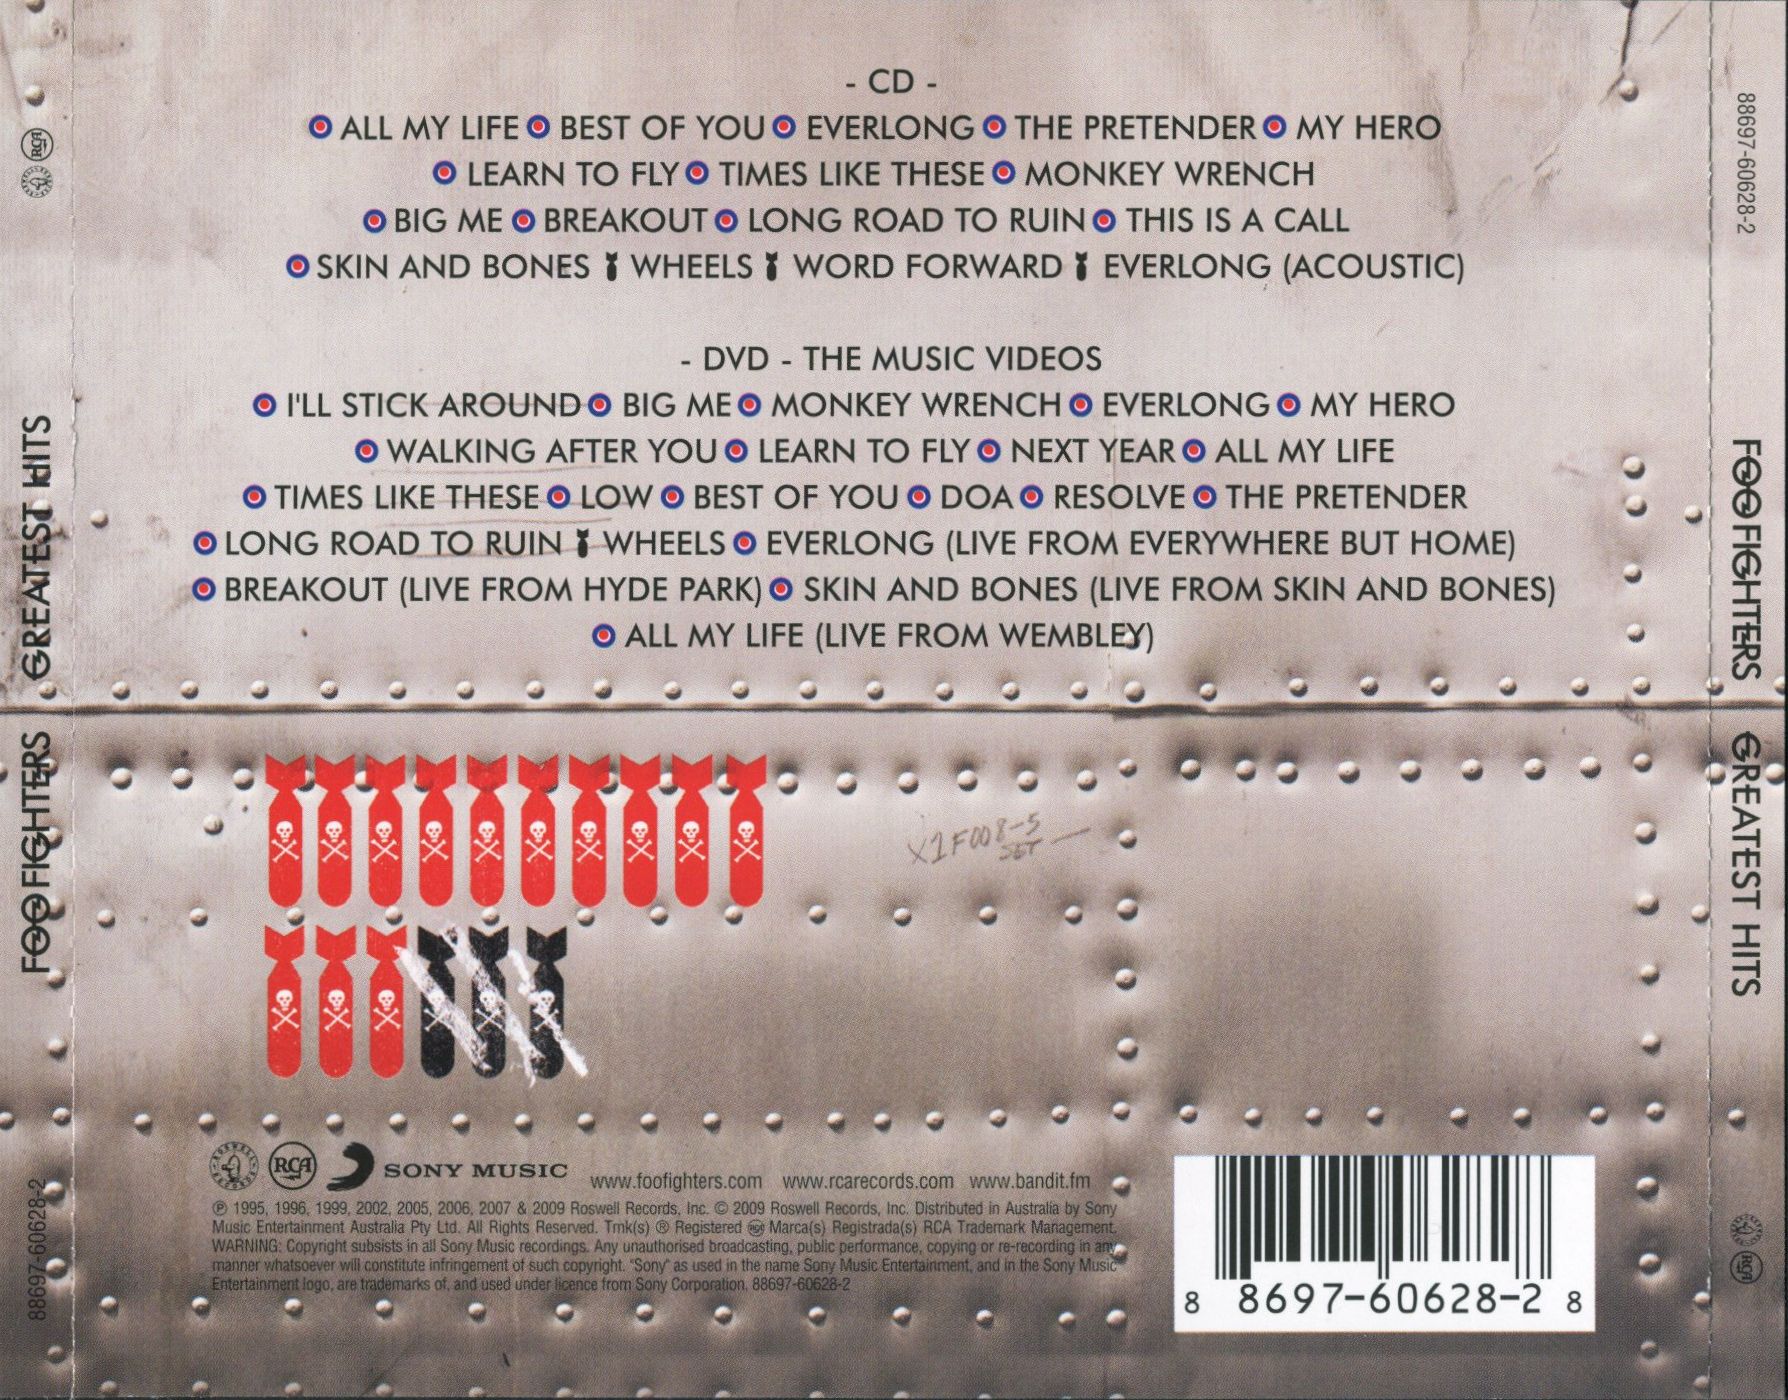 - CD -
ALL MY LIFE BEST OF YOU EVERLONG THE PRETENDER MY HERO
LEARN TO FLY TIMES LIKE THESE MONKEY WRENCH
BIG ME BREAKOUT LONG ROAD TO RUIN THIS IS A CALL
SKIN AND BONES WHEELS WORD FORWARD EVERLONG (ACOUSTIC)
- DVD - THE MUSIC VIDEOS
I'LL STICK AROUND BIG ME MONKEY WRENCH EVERLONG MY HERO
WALKING AFTER YOU LEARN TO FLY NEXT YEAR ALL MY LIFE
TIMES LIKE THESE LOW BEST OF YOU DOA RESOLVE THE PRETENDER
LONG ROAD TO RUIN WHEELS EVERLONG (LIVE FROM EVERYWHERE BUT HOME)
BREAKOUT (LIVE FROM HYDE PARK) SKIN AND BONES (LIVE FROM SKIN AND BONES)
ALL MY LIFE (LIVE FROM WEMBLEY)
X1F008-5
SET
RCA SONY MUSIC www.foofighters.com www.rcarecords.com www.bandit.fm
℗ 1995, 1996, 1999, 2002, 2005, 2006, 2007 & 2009 Roswell Records, Inc. © 2009 Roswell Records, Inc. Distributed in Australia by Sony
Music Entertainment Australia Pty Ltd. All Rights Reserved. Trmk(s) ® Registered Marca(s) Registrada(s) RCA Trademark Management.
WARNING: Copyright subsists in all Sony Music recordings. Any unauthorised broadcasting, public performance, copying or re-recording in any
manner whatsoever will constitute infringement of such copyright. "Sony" as used in the name Sony Music Entertainment, and in the Sony Music
Entertainment logo, are trademarks of, and used under licence from Sony Corporation. 88697-60628-2
8 8697-60628-2 8
88697-60628-2
FOO FIGHTERS GREATEST HITS
RCA
88697-60628-2
FOO FIGHTERS GREATEST HITS
RCA